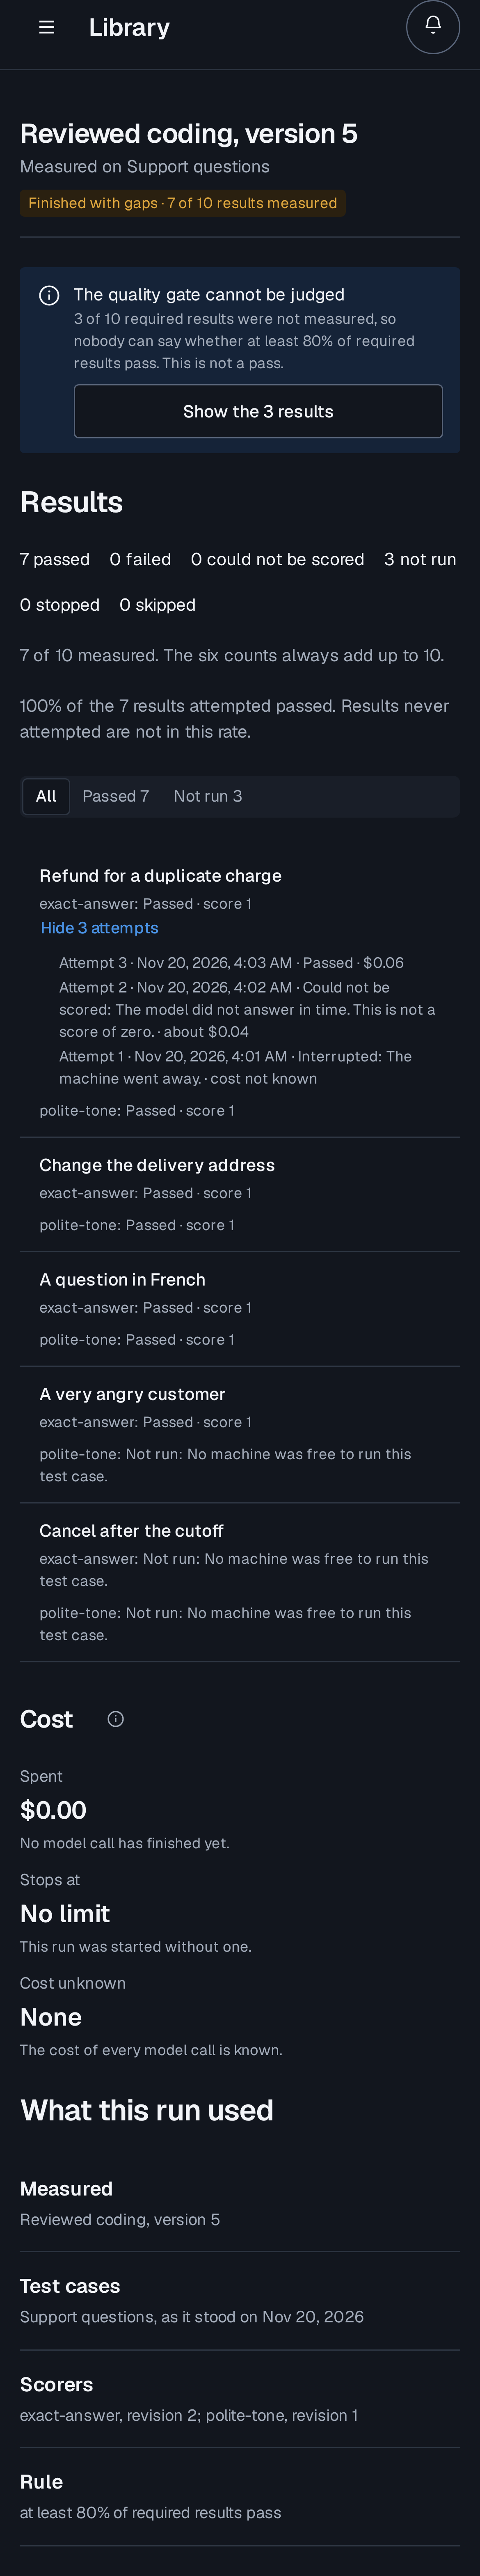 Library
Reviewed coding, version 5
Measured on Support questions
Finished with gaps · 7 of 10 results measured
The quality gate cannot be judged
3 of 10 required results were not measured, so
nobody can say whether at least 80% of required
results pass. This is not a pass.
Show the 3 results
Results
7 passed 0 failed 0 could not be scored 3 not run
0 stopped 0 skipped
7 of 10 measured. The six counts always add up to 10.
100% of the 7 results attempted passed. Results never
attempted are not in this rate.
All Passed 7 Not run 3
Refund for a duplicate charge
exact-answer: Passed · score 1
Hide 3 attempts
Attempt 3 · Nov 20, 2026, 4:03 AM · Passed · $0.06
Attempt 2 · Nov 20, 2026, 4:02 AM · Could not be
scored: The model did not answer in time. This is not a
score of zero. · about $0.04
Attempt 1 · Nov 20, 2026, 4:01 AM · Interrupted: The
machine went away. · cost not known
polite-tone: Passed · score 1
Change the delivery address
exact-answer: Passed · score 1
polite-tone: Passed · score 1
A question in French
exact-answer: Passed · score 1
polite-tone: Passed · score 1
A very angry customer
exact-answer: Passed · score 1
polite-tone: Not run: No machine was free to run this
test case.
Cancel after the cutoff
exact-answer: Not run: No machine was free to run this
test case.
polite-tone: Not run: No machine was free to run this
test case.
Cost
Spent
$0.00
No model call has finished yet.
Stops at
No limit
This run was started without one.
Cost unknown
None
The cost of every model call is known.
What this run used
Measured
Reviewed coding, version 5
Test cases
Support questions, as it stood on Nov 20, 2026
Scorers
exact-answer, revision 2; polite-tone, revision 1
Rule
at least 80% of required results pass